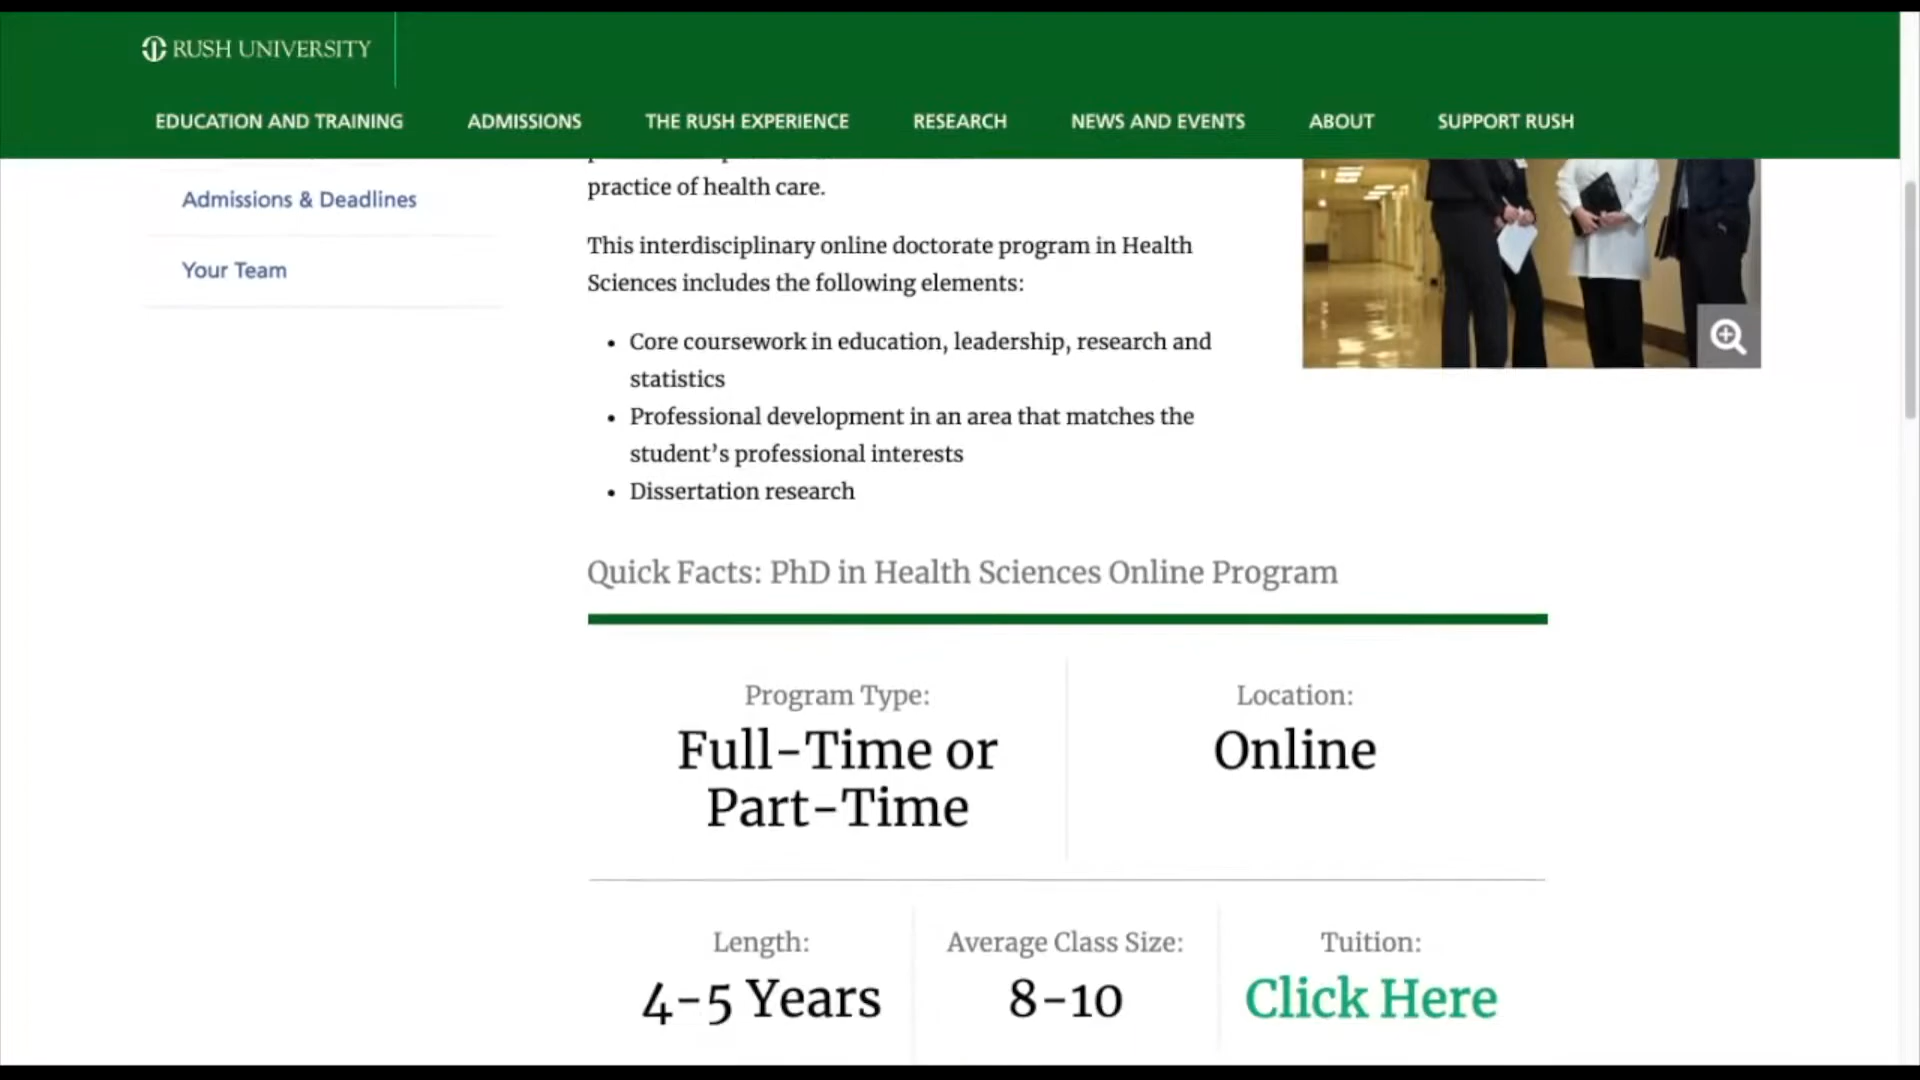 RUSH UNIVERSITY
EDUCATION AND TRAINING ADMISSIONS THE RUSH EXPERIENCE RESEARCH NEWS AND EVENTS ABOUT SUPPORT RUSH
Admissions & Deadlines
Your Team
practice of health care.
This interdisciplinary online doctorate program in Health
Sciences includes the following elements:
• Core coursework in education, leadership, research and
statistics
• Professional development in an area that matches the
student’s professional interests
• Dissertation research
Quick Facts: PhD in Health Sciences Online Program
Program Type:
Full-Time or
Part-Time
Location:
Online
Length:
4-5 Years
Average Class Size:
8-10
Tuition:
Click Here